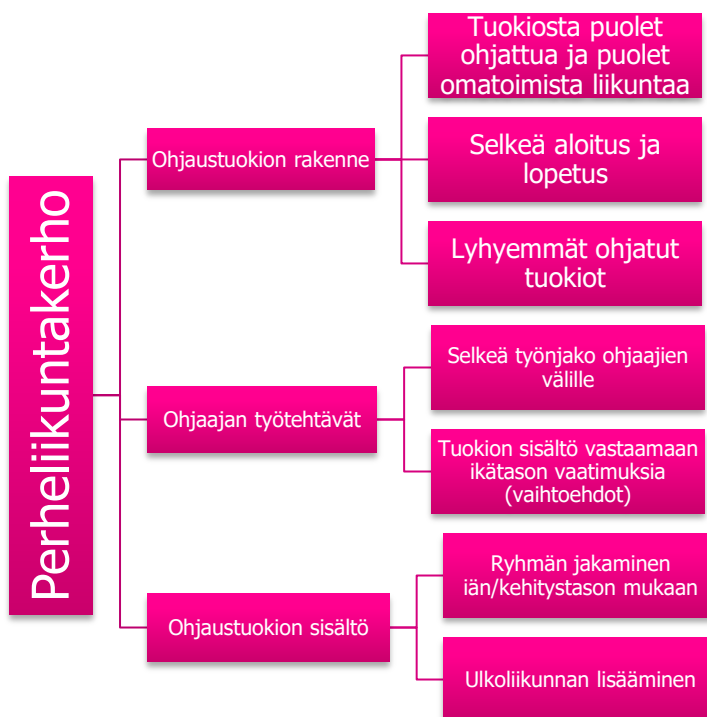 Perheliikuntakerho
Ohjaustuokion rakenne
Tuokiosta puolet
ohjattua ja puolet
omatoimista liikuntaa
Selkeä aloitus ja
lopetus
Lyhyemmät ohjatut
tuokiot
Ohjaajan työtehtävät
Selkeä työnjako ohjaajien
välille
Tuokion sisältö vastaamaan
ikätason vaatimuksia
(vaihtoehdot)
Ohjaustuokion sisältö
Ryhmän jakaminen
iän/kehitystason mukaan
Ulkoliikunnan lisääminen